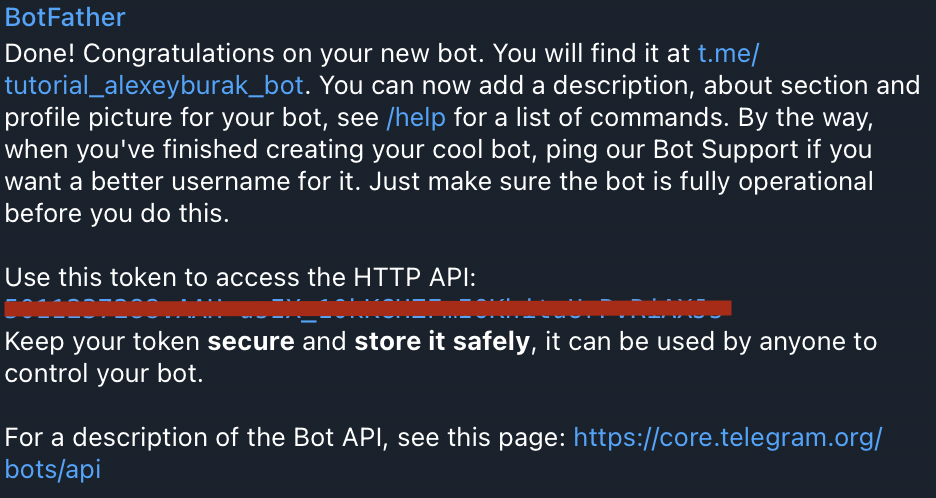 BotFather
Done! Congratulations on your new bot. You will find it at t.me/
tutorial_alexeyburak_bot. You can now add a description, about section and
profile picture for your bot, see /help for a list of commands. By the way,
when you've finished creating your cool bot, ping our Bot Support if you
want a better username for it. Just make sure the bot is fully operational
before you do this.
Use this token to access the HTTP API:
Keep your token secure and store it safely, it can be used by anyone to
control your bot.
For a description of the Bot API, see this page: https://core.telegram.org/
bots/api